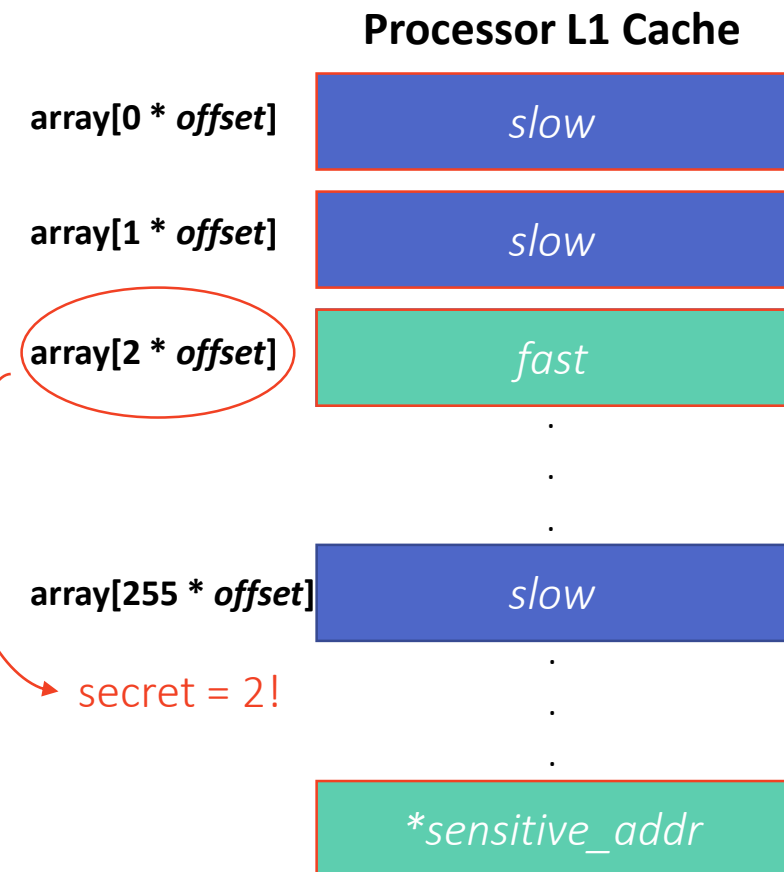 Processor L1 Cache
array[0 * offset]
slow
array[1 * offset]
slow
array[2 * offset]
fast
.
.
.
array[255 * offset]
slow
.
secret = 2!
.
.
*sensitive_addr